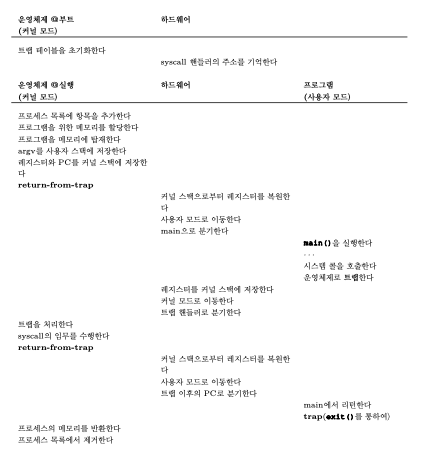 운영체제 @부트 하드웨어
(커널 모드)
트랩 테이블을 초기화한다
syscall 핸들러의 주소를 기억한다
운영체제 @실행 하드웨어 프로그램
(커널 모드) (사용자 모드)
프로세스 목록에 항목을 추가한다
프로그램을 위한 메모리를 할당한다
프로그램을 메모리에 탑재한다
argv를 사용자 스택에 저장한다
레지스터와 PC를 커널 스택에 저장한
다
return-from-trap
커널 스택으로부터 레지스터를 복원한
다
사용자 모드로 이동한다
main으로 분기한다
main()을 실행한다
...
시스템 콜을 호출한다
운영체제로 트랩한다
레지스터를 커널 스택에 저장한다
커널 모드로 이동한다
트랩 핸들러로 분기한다
트랩을 처리한다
syscall의 임무를 수행한다
return-from-trap
커널 스택으로부터 레지스터를 복원한
다
사용자 모드로 이동한다
트랩 이후의 PC로 분기한다
main에서 리턴한다
trap(exit()를 통하여)
프로세스의 메모리를 반환한다
프로세스 목록에서 제거한다